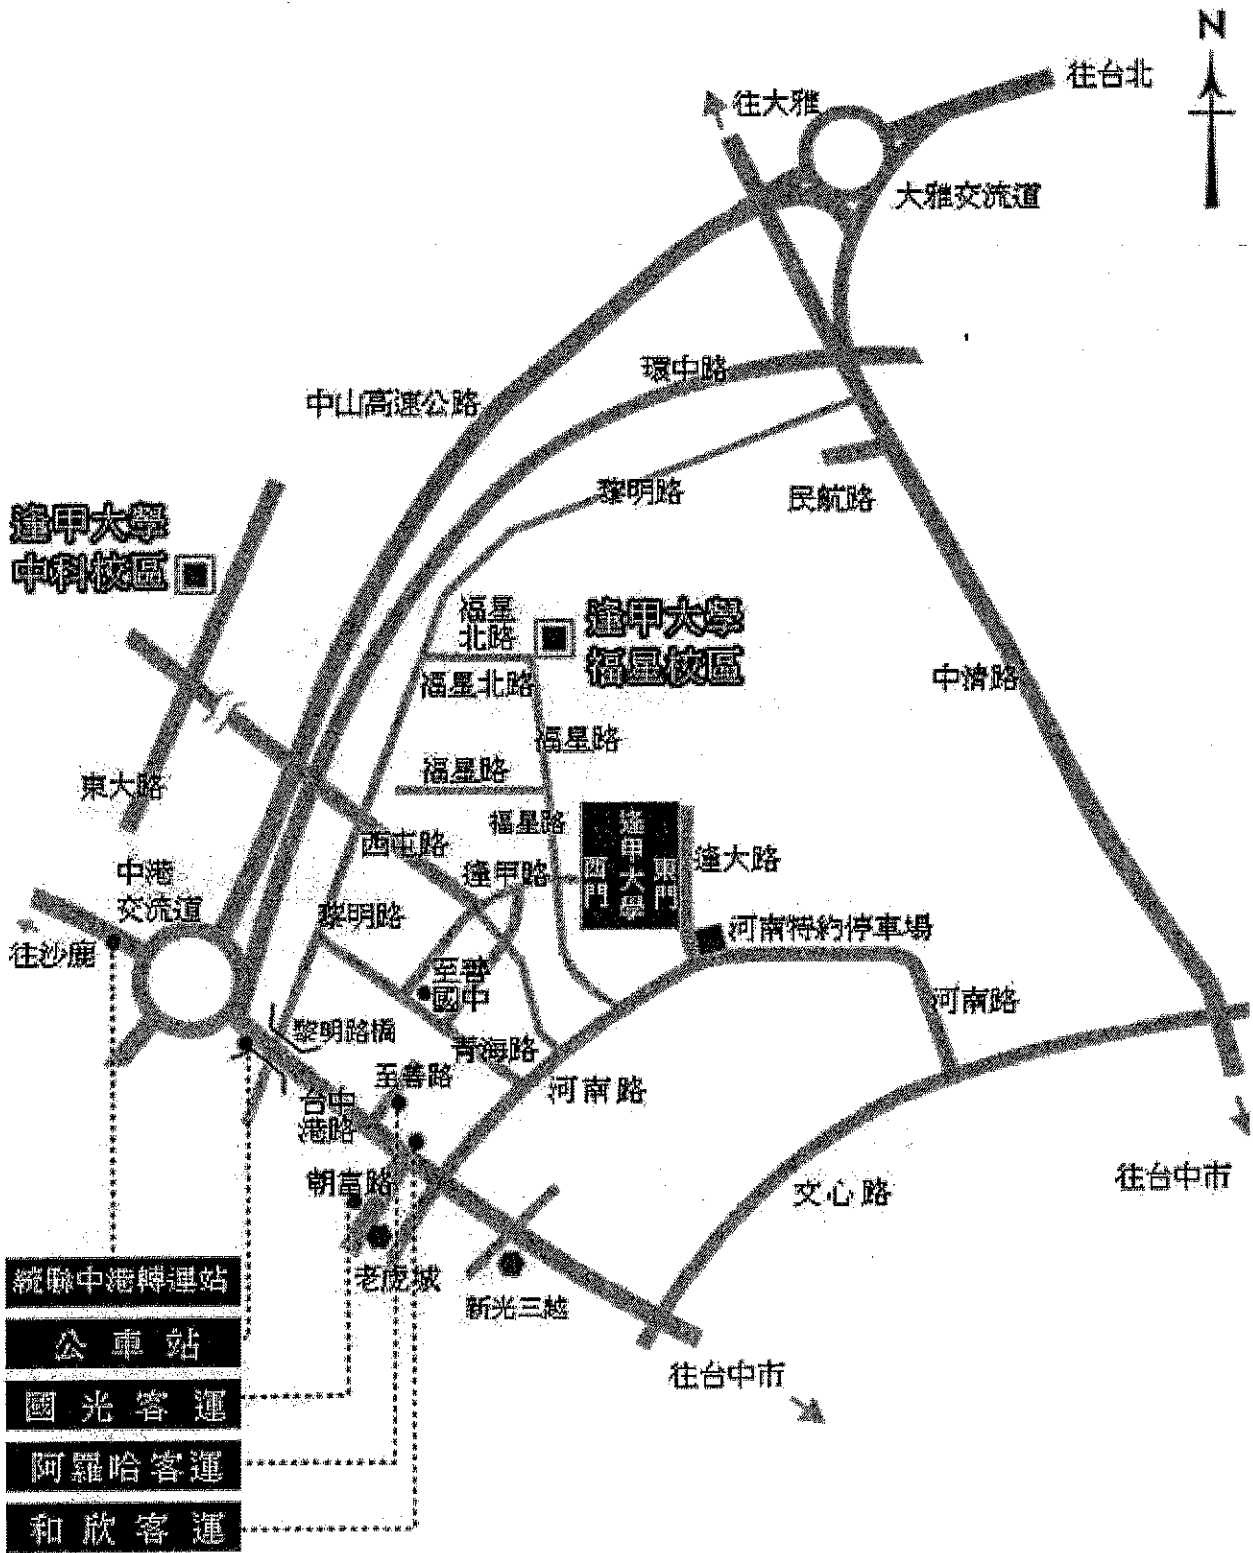 N
往台北
往大雅
大雅交流道
環中路
中山高速公路
黎明路
民航路
逢甲大學
中科校區
福星
北路
逢甲大學
福星校區
福星北路
中清路
福星路
福星路
東大路
福星路
西屯路
逢甲大學
西門
東門
逢大路
中港
交流道
逢甲路
黎明路
河南特約停車場
往沙鹿
至善
國中
河南路
黎明路橋
青海路
至善路
河南路
台中
港路
朝富路
往台中市
文心路
老虎城
新光三越
統聯中港轉運站
公車站
國光客運
阿羅哈客運
和欣客運
往台中市